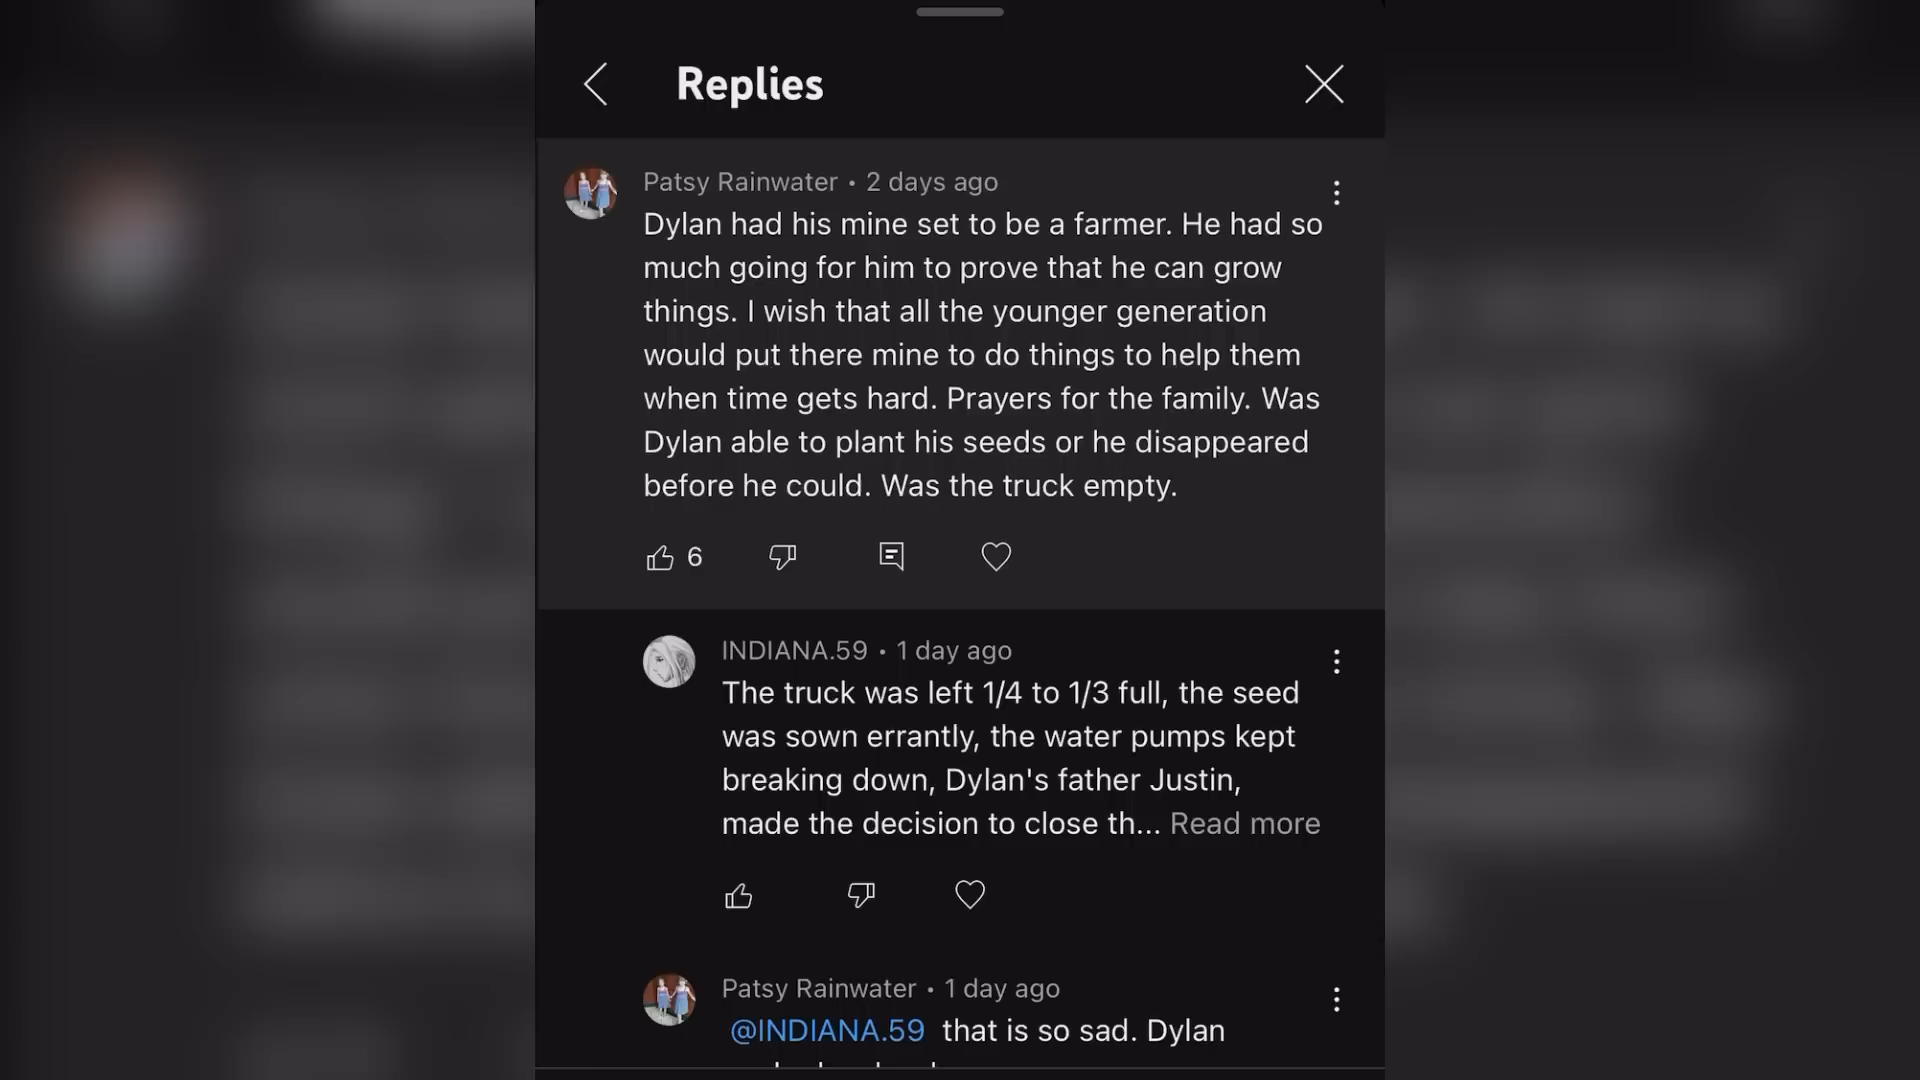 Replies
Patsy Rainwater • 2 days ago
Dylan had his mine set to be a farmer. He had so
much going for him to prove that he can grow
things. I wish that all the younger generation
would put there mine to do things to help them
when time gets hard. Prayers for the family. Was
Dylan able to plant his seeds or he disappeared
before he could. Was the truck empty.
6
INDIANA.59 • 1 day ago
The truck was left 1/4 to 1/3 full, the seed
was sown errantly, the water pumps kept
breaking down, Dylan's father Justin,
made the decision to close th... Read more
Patsy Rainwater • 1 day ago
@INDIANA.59 that is so sad. Dylan